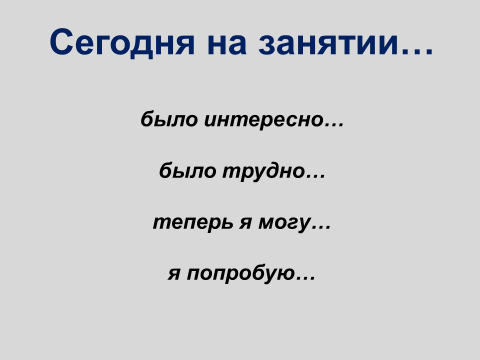 Сегодня на занятии…
было интересно…
было трудно…
теперь я могу…
я попробую…